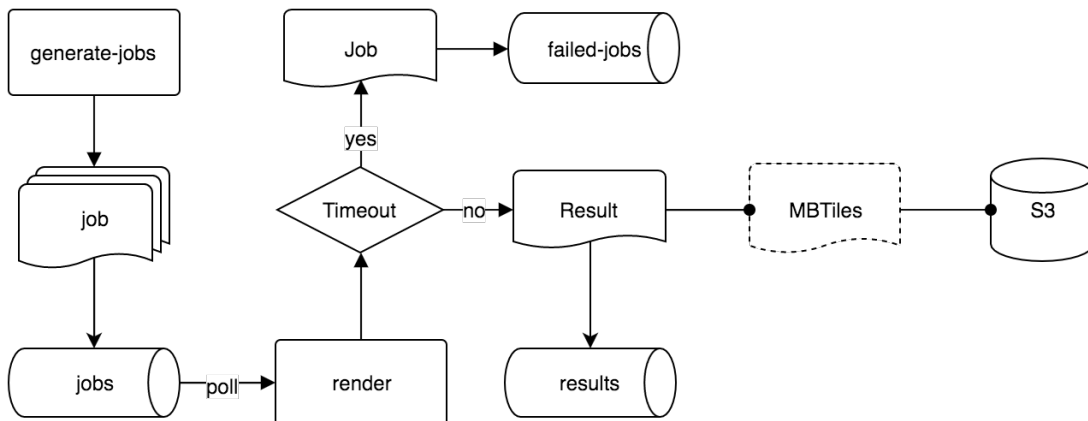 generate-jobs
Job
failed-jobs
yes
job
Timeout
no
Result
MBTiles
S3
jobs
poll
render
results